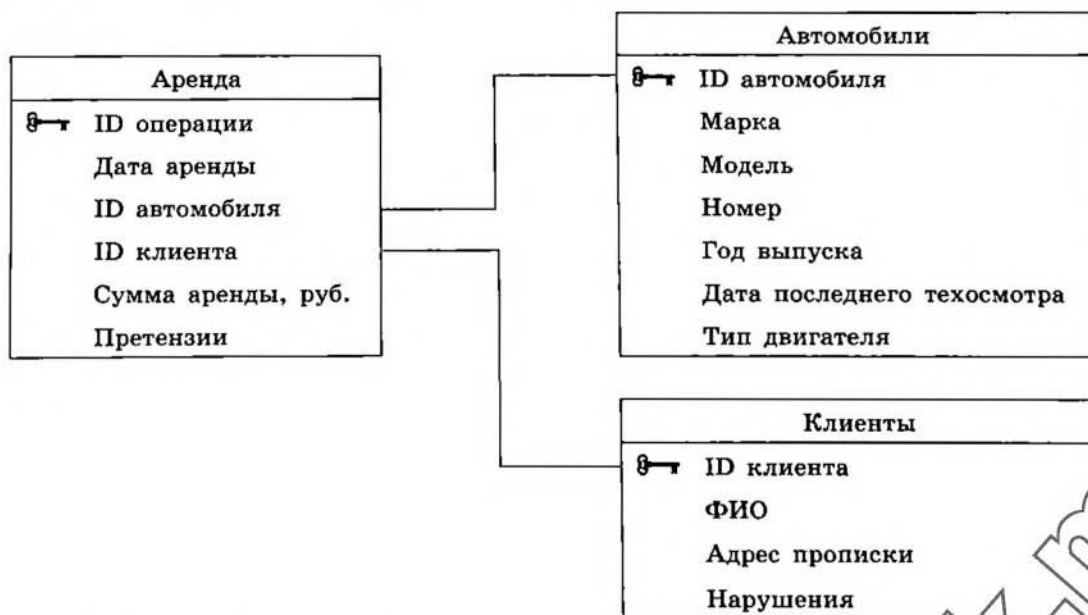 Аренда
ID операции
Дата аренды
ID автомобиля
ID клиента
Сумма аренды, руб.
Претензии
Автомобили
ID автомобиля
Марка
Модель
Номер
Год выпуска
Дата последнего техосмотра
Тип двигателя
Клиенты
ID клиента
ФИО
Адрес прописки
Нарушения